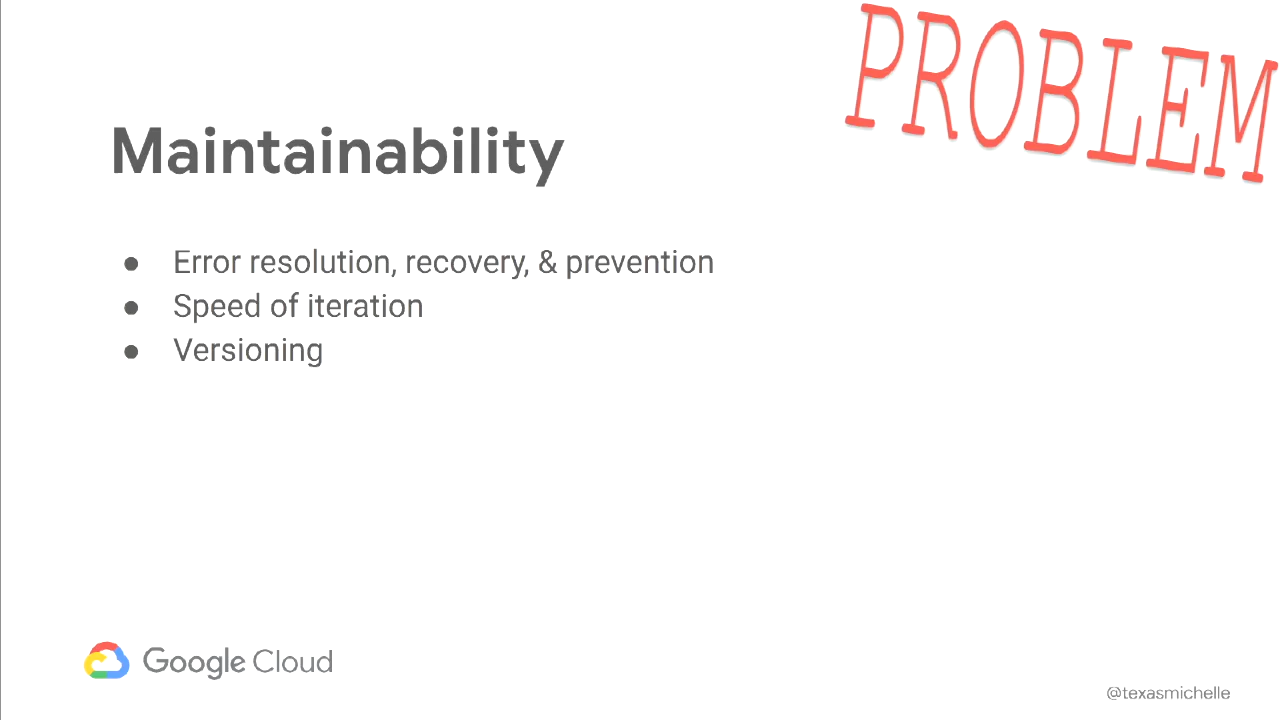 PROBLEM
Maintainability
● Error resolution, recovery, & prevention
● Speed of iteration
● Versioning
Google Cloud
@texasmichelle